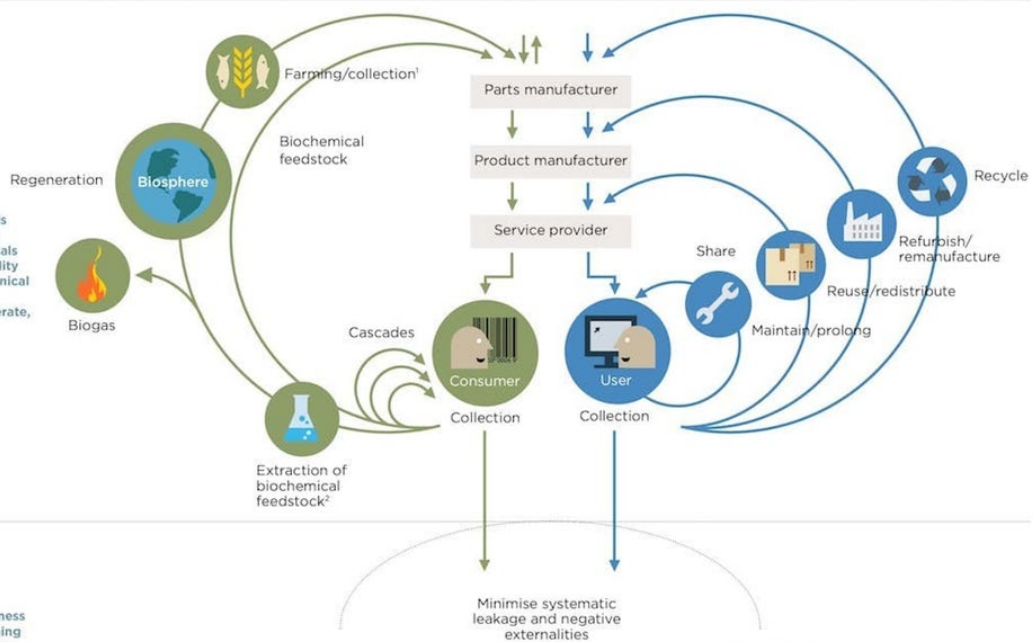 Farming/collection¹
Parts manufacturer
Biochemical
feedstock
Product manufacturer
Recycle
Regeneration
Biosphere
Service provider
Share
Refurbish/
remanufacture
Reuse/redistribute
Biogas
Maintain/prolong
Cascades
Consumer
User
Collection
Collection
Extraction of
biochemical
feedstock²
Minimise systematic
leakage and negative
externalities